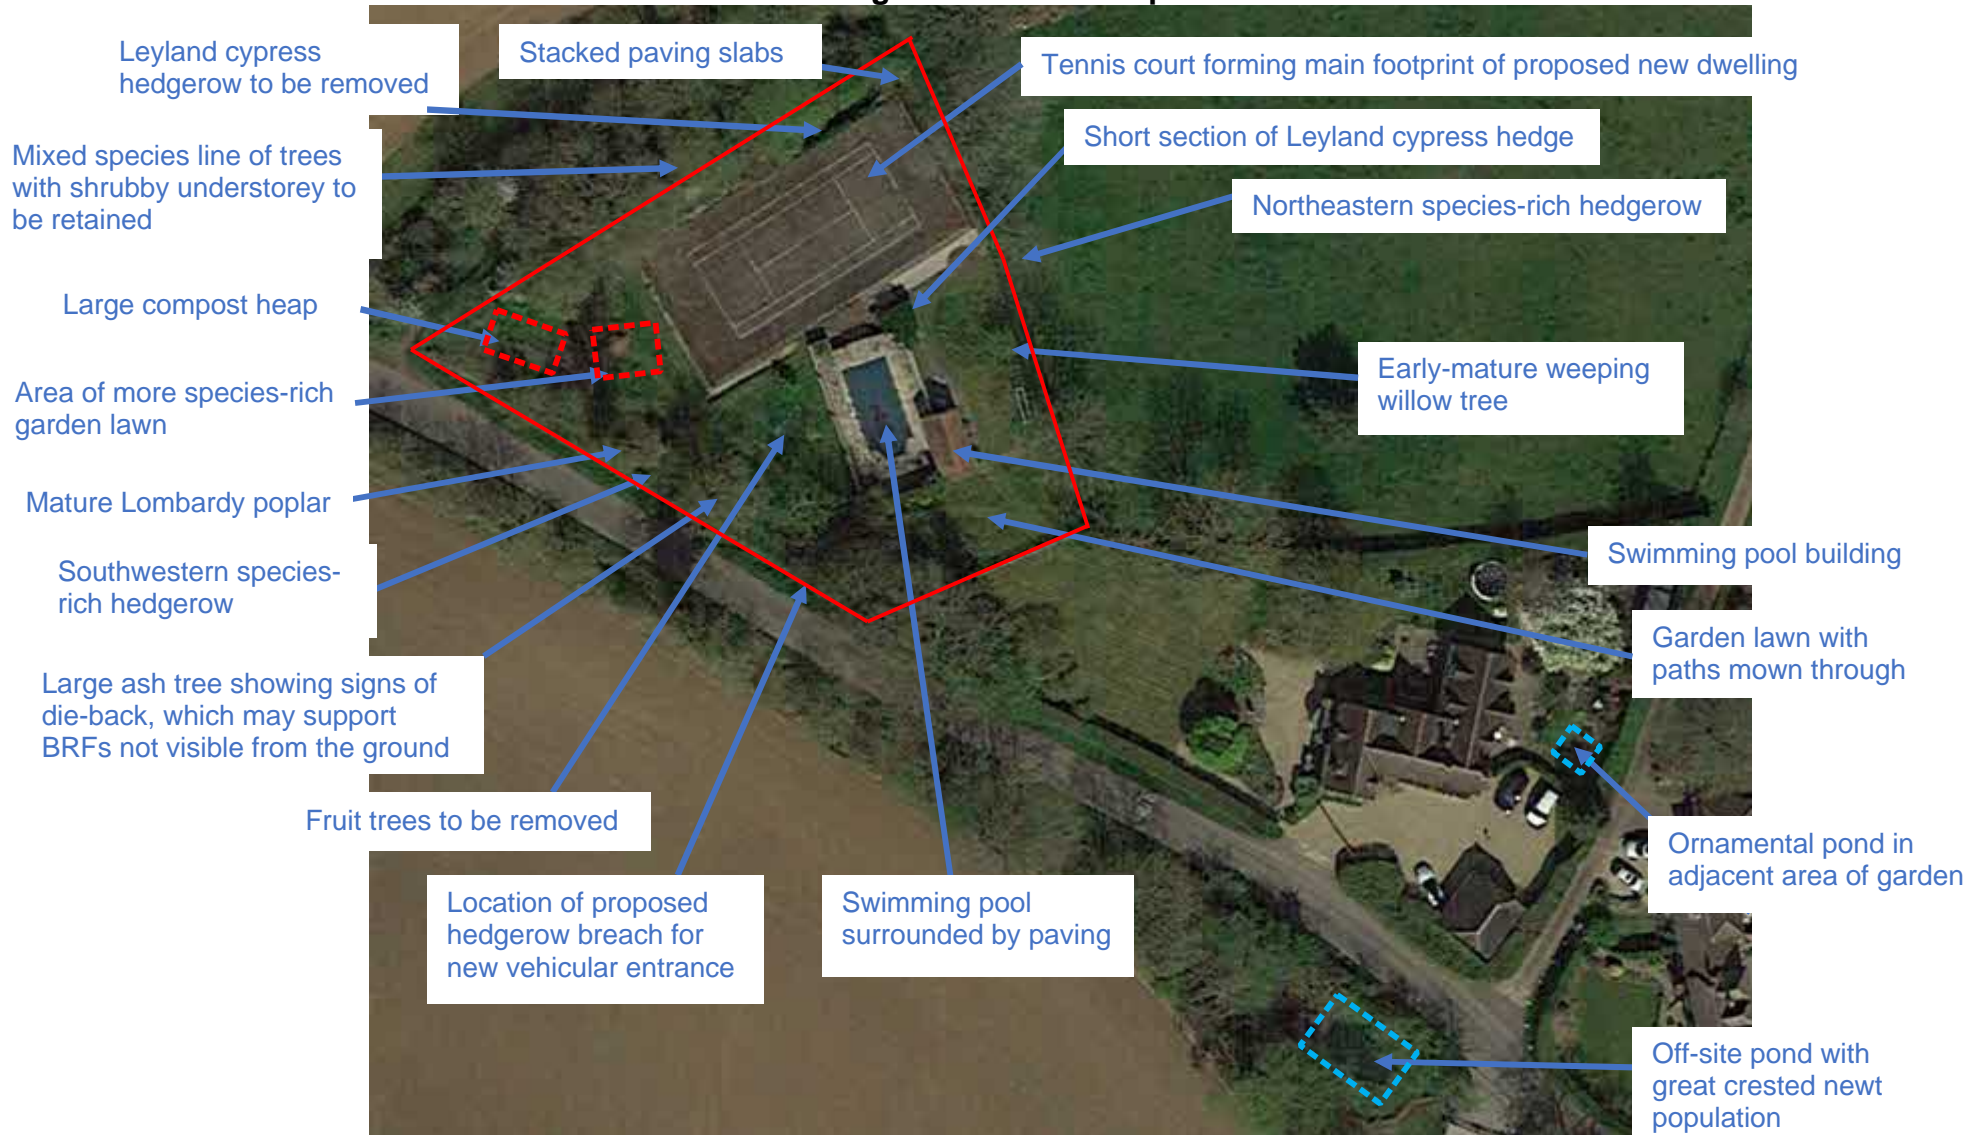 Leyland cypress
hedgerow to be removed
Stacked paving slabs
Tennis court forming main footprint of proposed new dwelling
Mixed species line of trees
with shrubby understorey to
be retained
Short section of Leyland cypress hedge
Northeastern species-rich hedgerow
Large compost heap
Area of more species-rich
garden lawn
Early-mature weeping
willow tree
Mature Lombardy poplar
Southwestern species-
rich hedgerow
Swimming pool building
Garden lawn with
paths mown through
Large ash tree showing signs of
die-back, which may support
BRFs not visible from the ground
Fruit trees to be removed
Location of proposed
hedgerow breach for
new vehicular entrance
Swimming pool
surrounded by paving
Ornamental pond in
adjacent area of garden
Off-site pond with
great crested newt
population